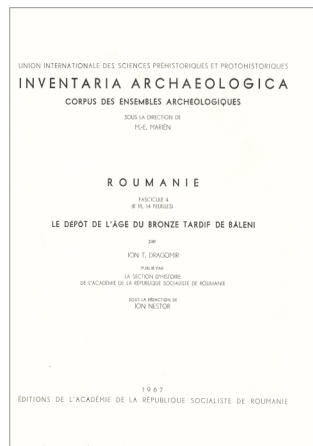 UNION INTERNATIONALE DES SCIENCES PRÉHISTORIQUES ET PROTOHISTORIQUES
INVENTARIA ARCHAEOLOGICA
CORPUS DES ENSEMBLES ARCHÉOLOGIQUES
SOUS LA DIRECTION DE
M.-E. MARIËN
ROUMANIE
FASCICULE 4
(R 18, 14 FEUILLES)
LE DÉPÔT DE L'ÂGE DU BRONZE TARDIF DE BĂLENI
par
ION T. DRAGOMIR
PUBLIÉ PAR
LA SECTION D'HISTOIRE
DE L'ACADÉMIE DE LA RÉPUBLIQUE SOCIALISTE DE ROUMANIE
SOUS LA RÉDACTION DE
ION NESTOR
1967
ÉDITIONS DE L'ACADÉMIE DE LA RÉPUBLIQUE SOCIALISTE DE ROUMANIE